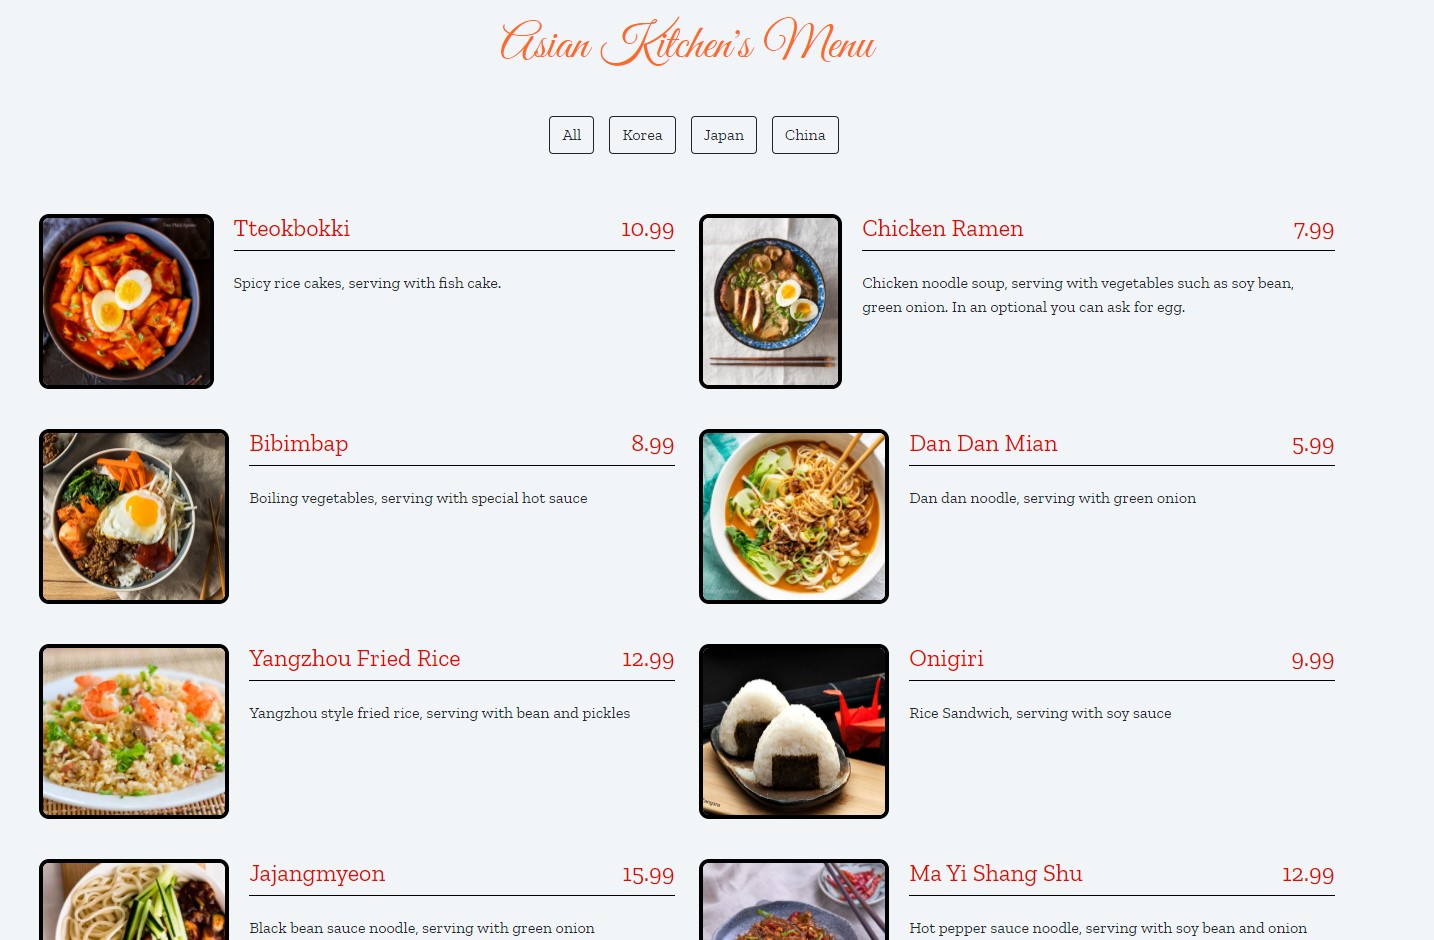 Asian Kitchen's Menu
All
Korea
Japan
China
Tteokbokki 10.99
Spicy rice cakes, serving with fish cake.
Chicken Ramen 7.99
Chicken noodle soup, serving with vegetables such as soy bean,
green onion. In an optional you can ask for egg.
Bibimbap 8.99
Boiling vegetables, serving with special hot sauce
Dan Dan Mian 5.99
Dan dan noodle, serving with green onion
Yangzhou Fried Rice 12.99
Yangzhou style fried rice, serving with bean and pickles
Onigiri 9.99
Rice Sandwich, serving with soy sauce
Jajangmyeon 15.99
Black bean sauce noodle, serving with green onion
Ma Yi Shang Shu 12.99
Hot pepper sauce noodle, serving with soy bean and onion